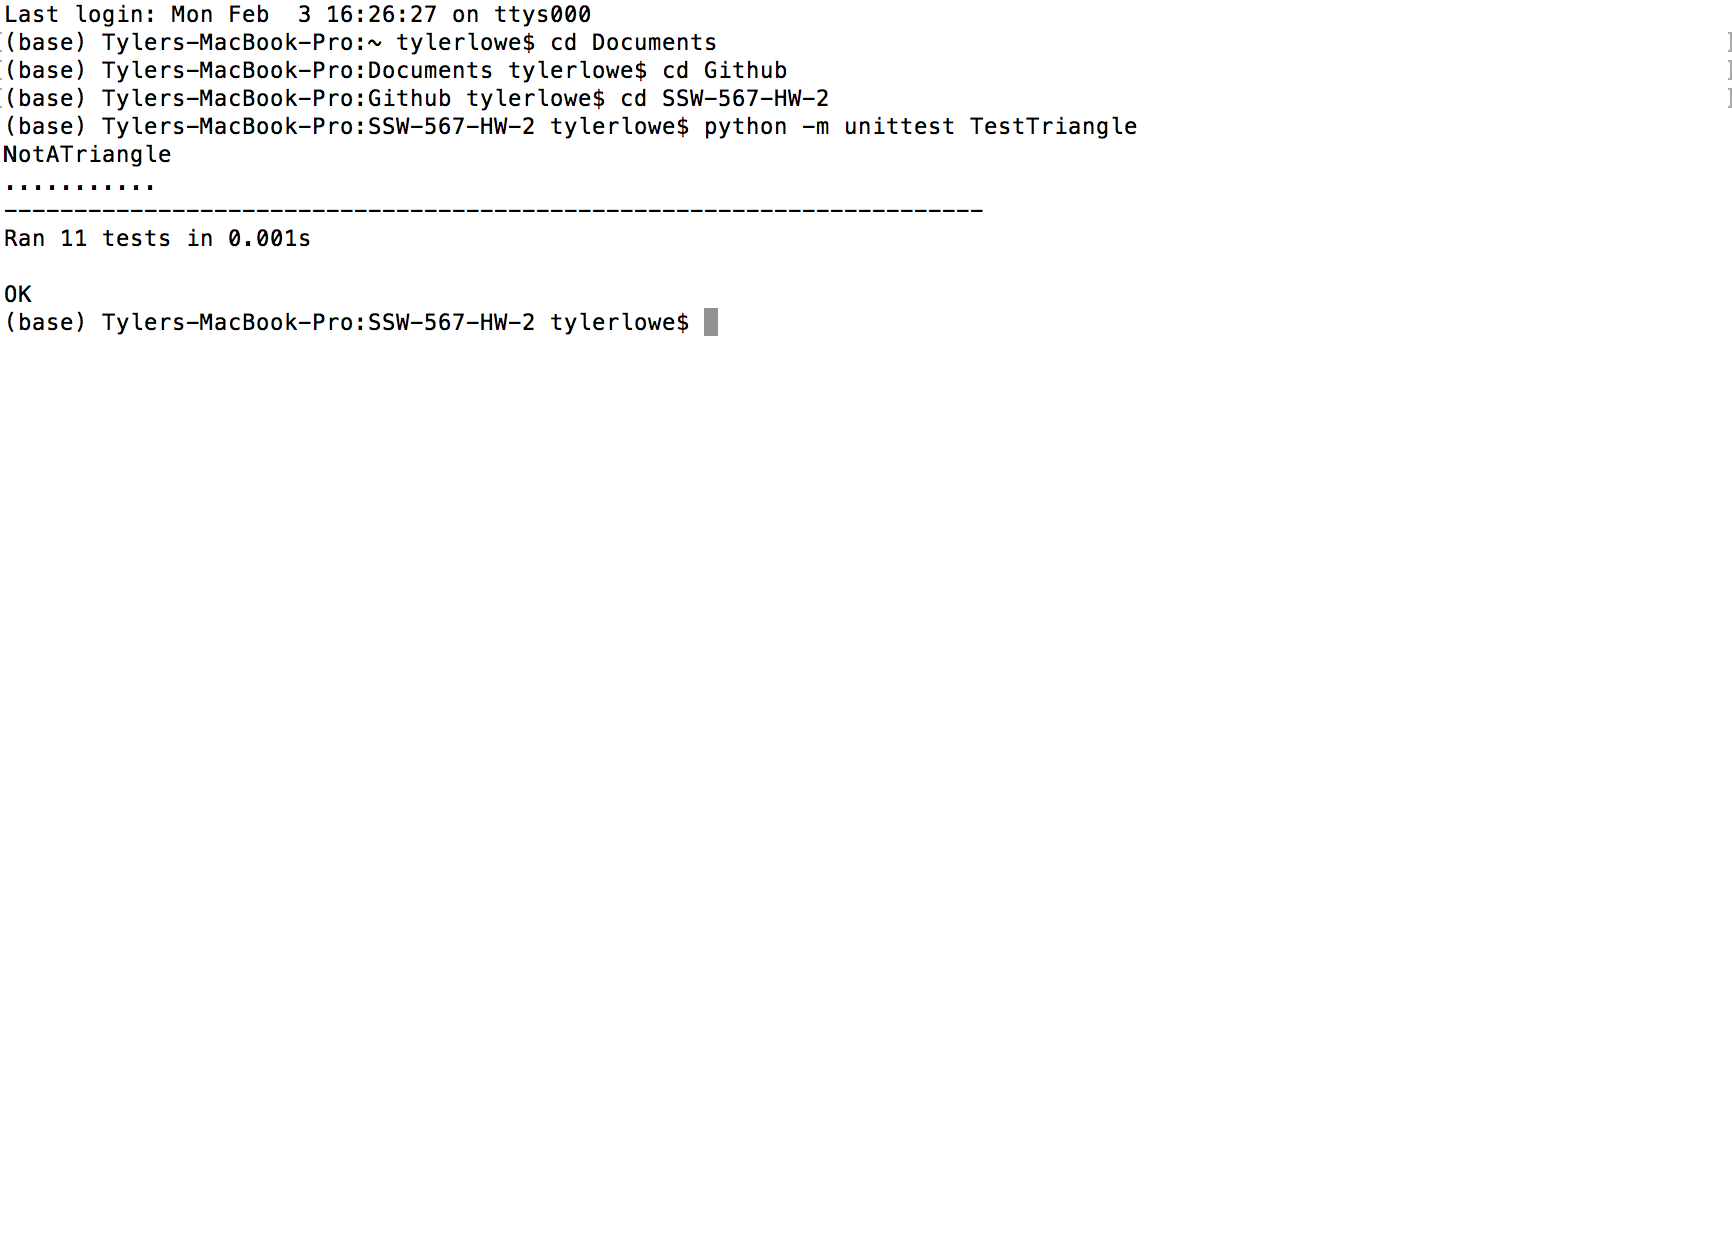 Last login: Mon Feb  3 16:26:27 on ttys000
[(base) Tylers-MacBook-Pro:~ tylerlowe$ cd Documents ]
[(base) Tylers-MacBook-Pro:Documents tylerlowe$ cd Github ]
[(base) Tylers-MacBook-Pro:Github tylerlowe$ cd SSW-567-HW-2 ]
(base) Tylers-MacBook-Pro:SSW-567-HW-2 tylerlowe$ python -m unittest TestTriangle
NotATriangle
...........
----------------------------------------------------------------------
Ran 11 tests in 0.001s
OK
(base) Tylers-MacBook-Pro:SSW-567-HW-2 tylerlowe$